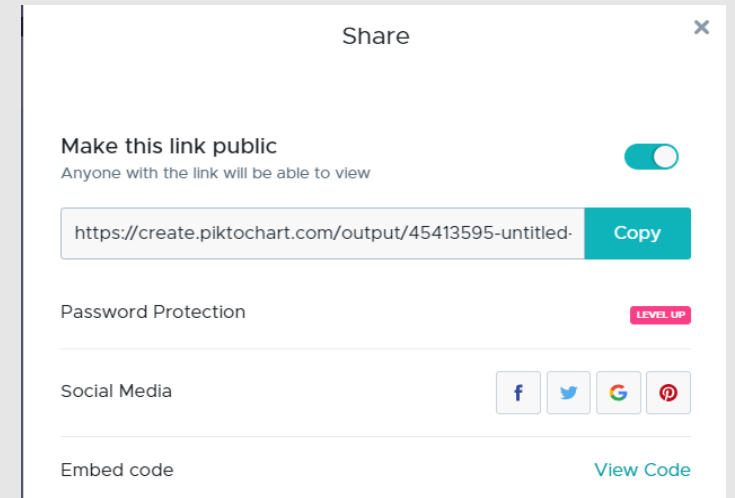 Share
Make this link public
Anyone with the link will be able to view
https://create.piktochart.com/output/45413595-untitled-
Copy
Password Protection
LEVEL UP
Social Media
Embed code
View Code